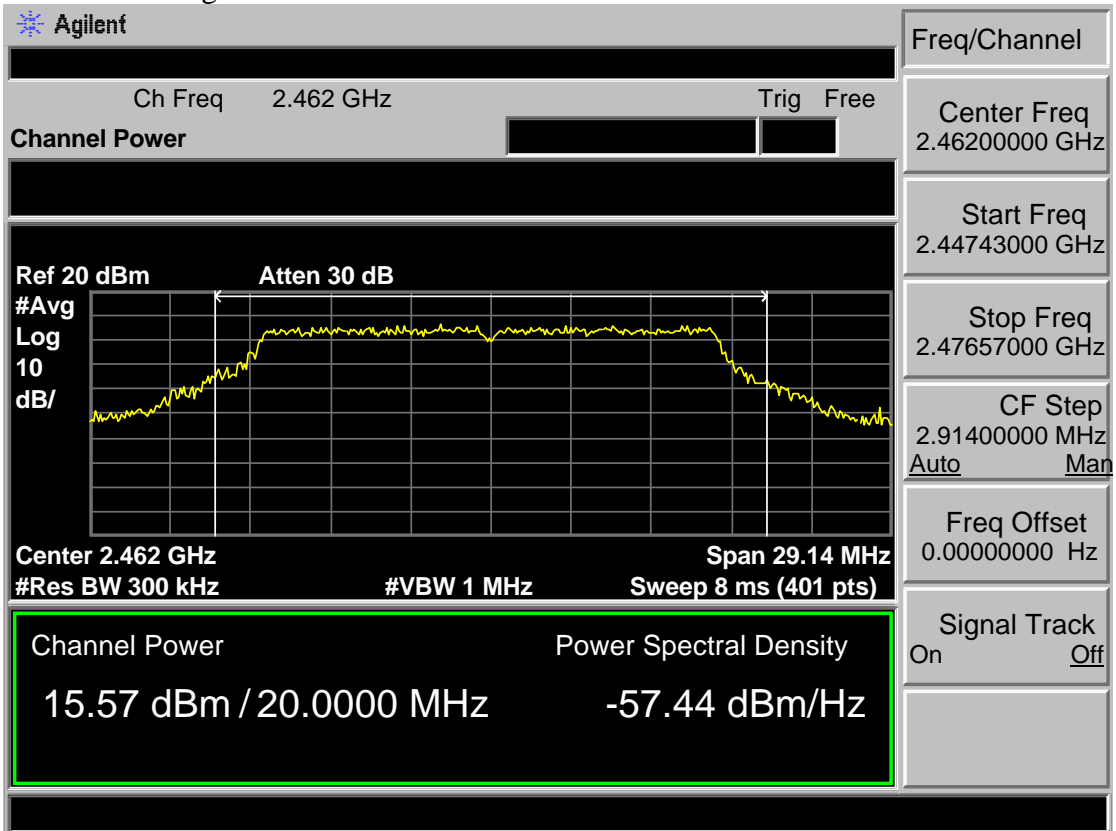 Agilent
Freq/Channel
Ch Freq 2.462 GHz Trig Free
Channel Power
Center Freq
2.46200000 GHz
Start Freq
2.44743000 GHz
Stop Freq
2.47657000 GHz
CF Step
2.91400000 MHz
Auto Man
Freq Offset
0.00000000 Hz
Signal Track
On Off
Ref 20 dBm Atten 30 dB
#Avg
Log
10
dB/
Center 2.462 GHz Span 29.14 MHz
#Res BW 300 kHz #VBW 1 MHz Sweep 8 ms (401 pts)
Channel Power Power Spectral Density
15.57 dBm / 20.0000 MHz -57.44 dBm/Hz